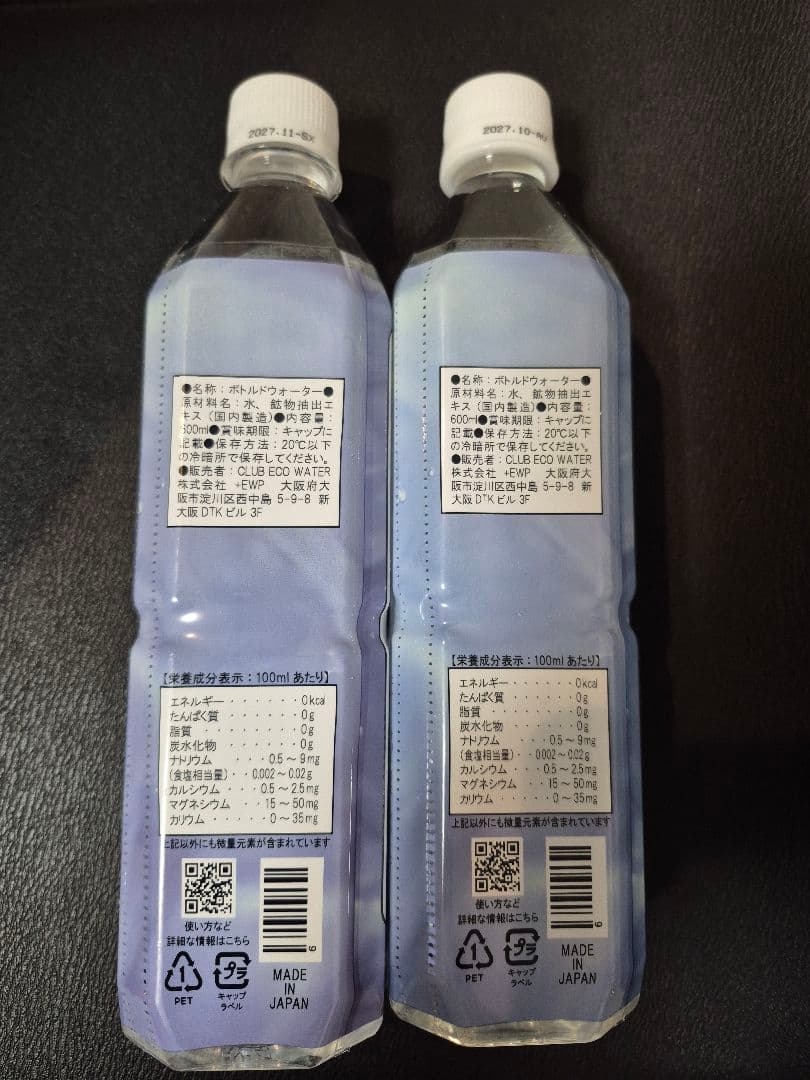 2027.11-SX
●名称：ボトルドウォーター●
原材料名：水、鉱物抽出エ
キス（国内製造）●内容量：
600ml●賞味期限：キャップに
記載●保存方法：20℃以下
の冷暗所で保存してください。
●販売者：CLUB ECO WATER
株式会社 +EWP 大阪府大
阪市淀川区西中島 5-9-8 新
大阪 DTK ビル 3F
【栄養成分表示：100ml あたり】
エネルギー・・・・・・0kcal
たんぱく質・・・・・・0g
脂質・・・・・・・・・0g
炭水化物・・・・・・0g
ナトリウム・・・0.5～9mg
(食塩相当量)・・0.002～0.02g
カルシウム・・・0.5～2.5mg
マグネシウム・・15～50mg
カリウム・・・・・0～35mg
上記以外にも微量元素が含まれています
使い方など
詳細な情報はこちら
9
1
PET
プラ
キャップ
ラベル
MADE
IN
JAPAN
2027.10-
●名称：ボトルドウォーター●
原材料名：水、鉱物抽出エ
キス（国内製造）●内容量：
600ml●賞味期限：キャップに
記載●保存方法：20℃以下
の冷暗所で保存してください。
●販売者：CLUB ECO WATER
株式会社 +EWP 大阪府大
阪市淀川区西中島 5-9-8 新
大阪 DTK ビル 3F
【栄養成分表示：100ml あたり】
エネルギー・・・・・・0kcal
たんぱく質・・・・・・0g
脂質・・・・・・・・・0g
炭水化物・・・・・・0g
ナトリウム・・・0.5～9mg
(食塩相当量)・・0.002～0.02g
カルシウム・・・0.5～2.5mg
マグネシウム・・15～50mg
カリウム・・・・・0～35mg
上記以外にも微量元素が含まれています
使い方など
詳細な情報はこちら
9
1
PET
プラ
キャップ
ラベル
MADE
IN
JAPAN